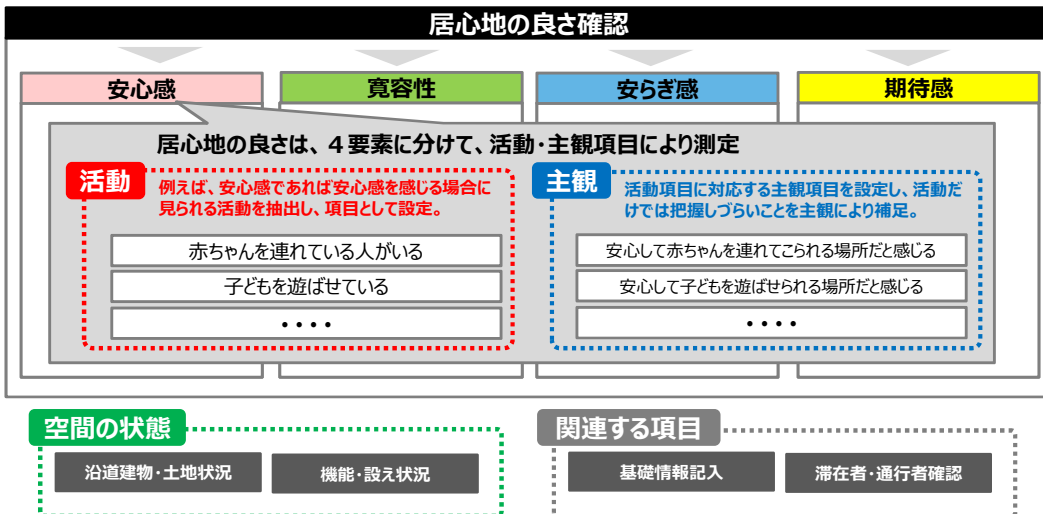 居心地の良さ確認
安心感
寛容性
安らぎ感
期待感
居心地の良さは、４要素に分けて、活動・主観項目により測定
活動
例えば、安心感であれば安心感を感じる場合に
見られる活動を抽出し、項目として設定。
赤ちゃんを連れている人がいる
子どもを遊ばせている
・・・・
主観
活動項目に対応する主観項目を設定し、活動だ
けでは把握しづらいことを主観により補足。
安心して赤ちゃんを連れてこられる場所だと感じる
安心して子どもを遊ばせられる場所だと感じる
・・・・
空間の状態
沿道建物・土地状況
機能・設え状況
関連する項目
基礎情報記入
滞在者・通行者確認